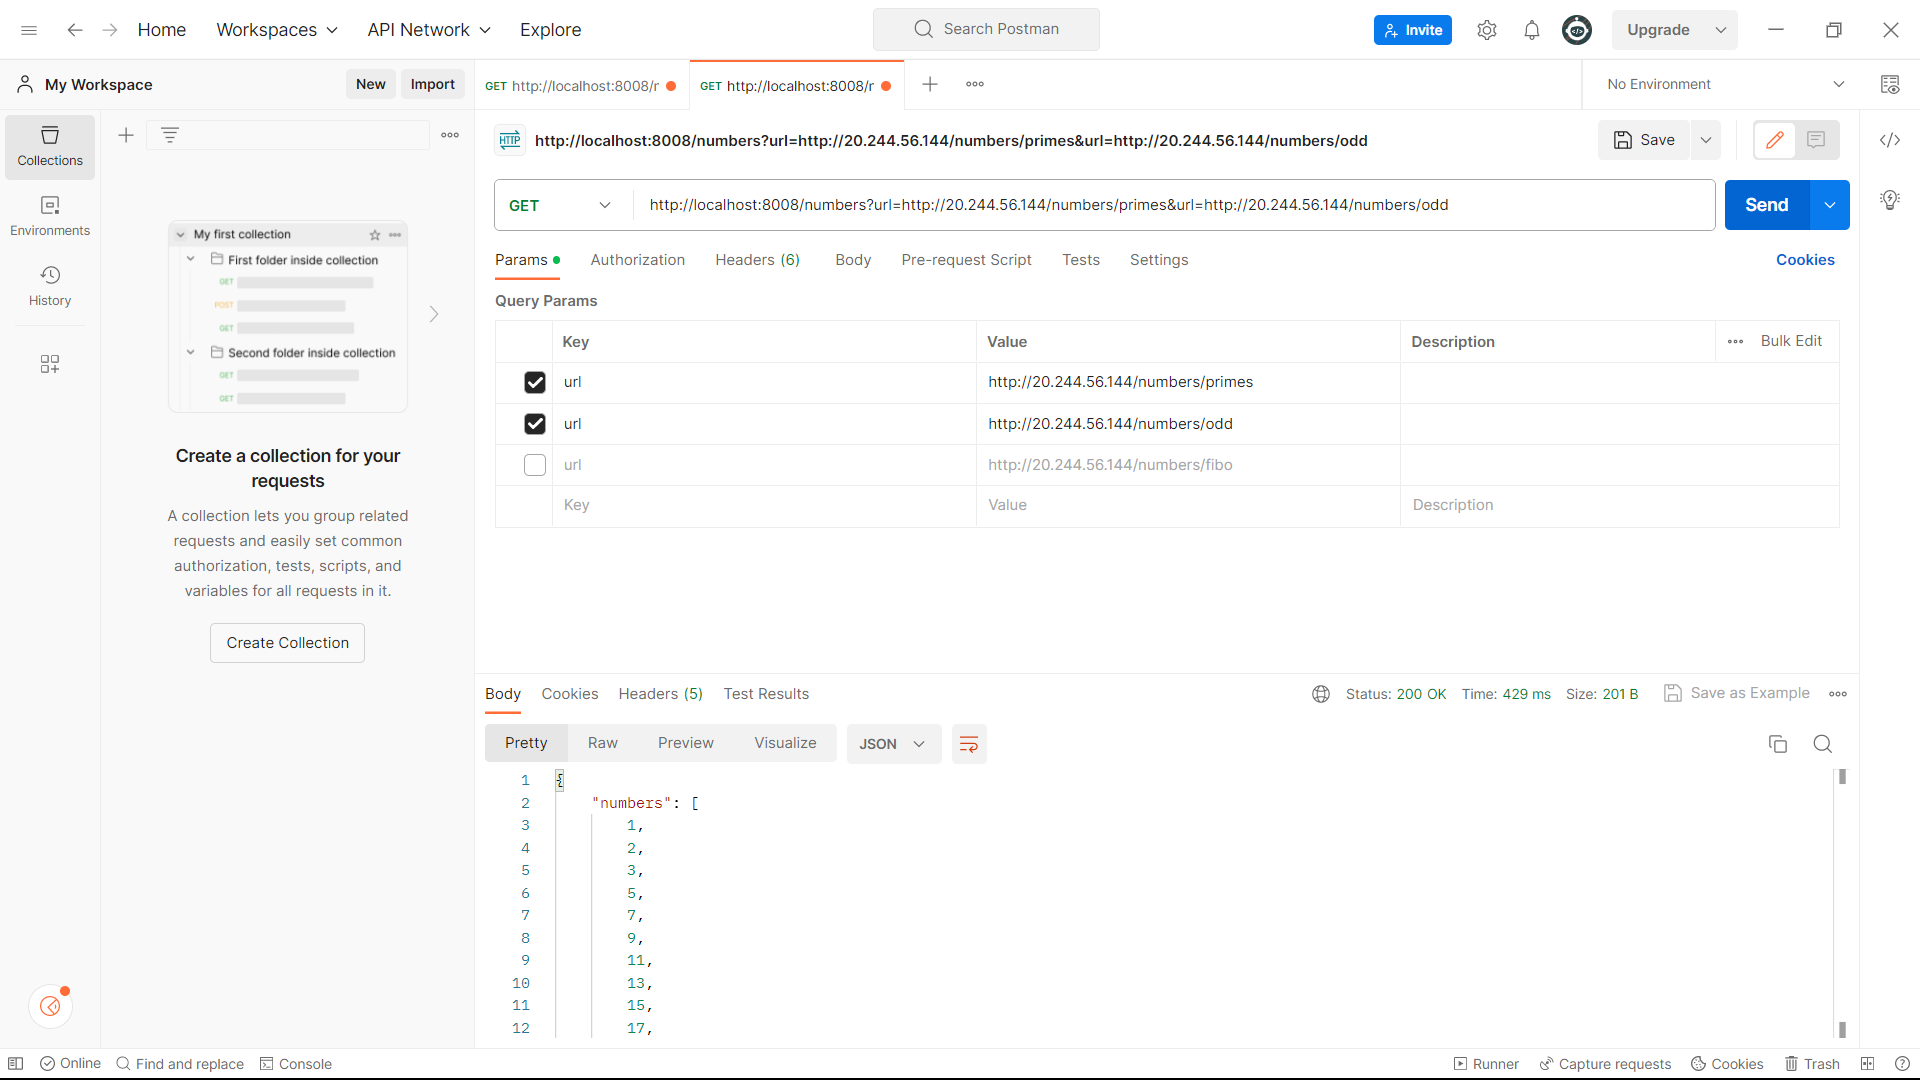 Home Workspaces API Network Explore Search Postman Invite Upgrade
My Workspace New Import GET http://localhost:8008/r GET http://localhost:8008/r No Environment
HTTP http://localhost:8008/numbers?url=http://20.244.56.144/numbers/primes&url=http://20.244.56.144/numbers/odd Save
GET http://localhost:8008/numbers?url=http://20.244.56.144/numbers/primes&url=http://20.244.56.144/numbers/odd Send
Params Authorization Headers (6) Body Pre-request Script Tests Settings Cookies
Query Params
Key Value Description Bulk Edit
url http://20.244.56.144/numbers/primes
url http://20.244.56.144/numbers/odd
url http://20.244.56.144/numbers/fibo
Key Value Description
Collections
Environments
History
My first collection
First folder inside collection
GET
POST
GET
Second folder inside collection
GET
GET
Create a collection for your
requests
A collection lets you group related
requests and easily set common
authorization, tests, scripts, and
variables for all requests in it.
Create Collection
Body Cookies Headers (5) Test Results Status: 200 OK Time: 429 ms Size: 201 B Save as Example
Pretty Raw Preview Visualize JSON
1 {
2 "numbers": [
3 1,
4 2,
5 3,
6 5,
7 7,
8 9,
9 11,
10 13,
11 15,
12 17,
Online Find and replace Console Runner Capture requests Cookies Trash